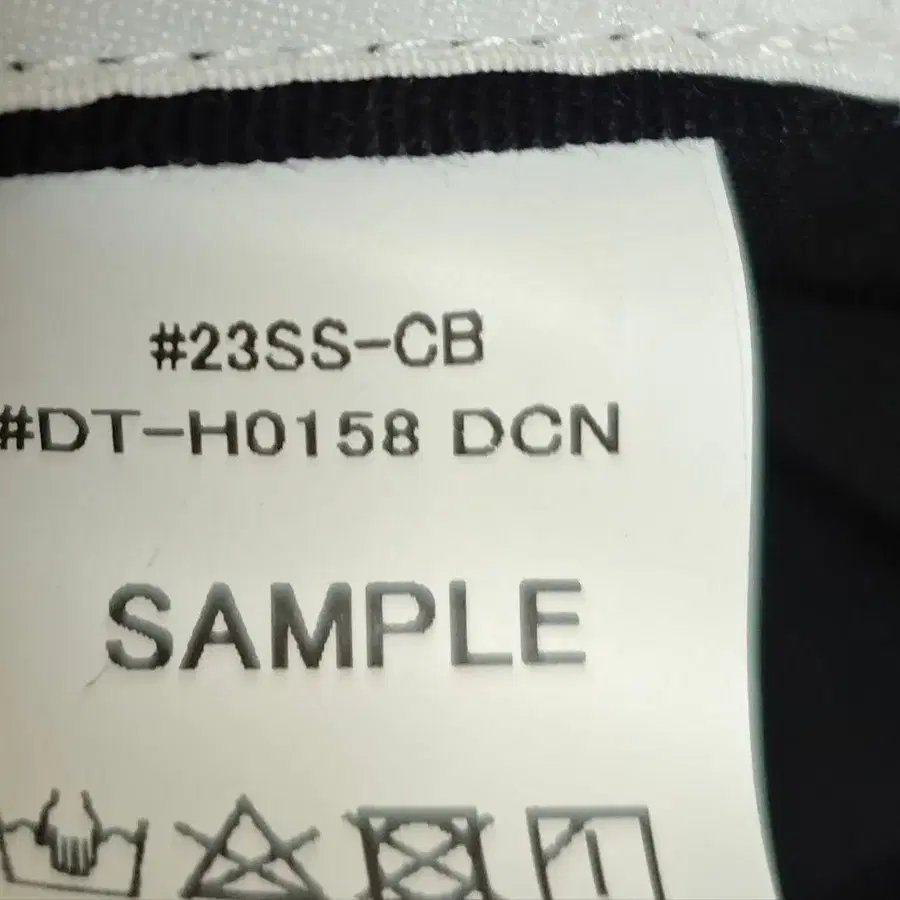 #23SS-CB
#DT-H0158 DCN
SAMPLE